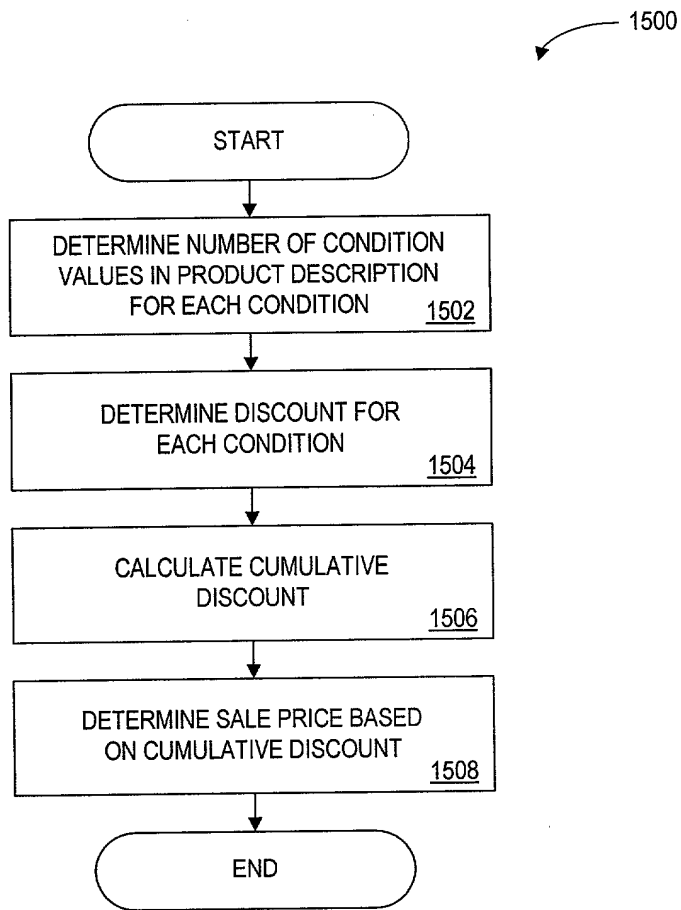 1500
START
DETERMINE NUMBER OF CONDITION
VALUES IN PRODUCT DESCRIPTION
FOR EACH CONDITION
1502
DETERMINE DISCOUNT FOR
EACH CONDITION
1504
CALCULATE CUMULATIVE
DISCOUNT
1506
DETERMINE SALE PRICE BASED
ON CUMULATIVE DISCOUNT
1508
END